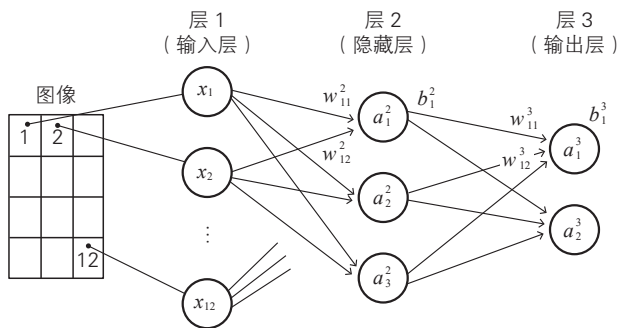 层 1
（输入层）
层 2
（隐藏层）
层 3
（输出层）
图像
1
2
12
x₁
x₂
⋮
x₁₂
w²₁₁
w²₁₂
b²₁
a²₁
a²₂
a²₃
w³₁₁
w³₁₂
b³₁
a³₁
a³₂